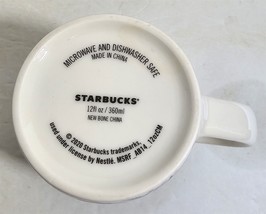 MICROWAVE AND DISHWASHER SAFE
MADE IN CHINA
STARBUCKS®
12fl oz / 360ml
NEW BONE CHINA
© 2020 Starbucks trademarks,
used under license by Nestlé. MSRF_AB14_12ozCM